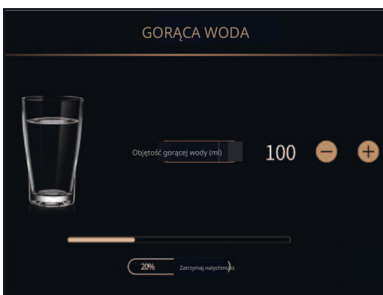 GORĄCA WODA
Objętość gorącej wody (ml) 100 − +
20% Zatrzymaj natychmiast